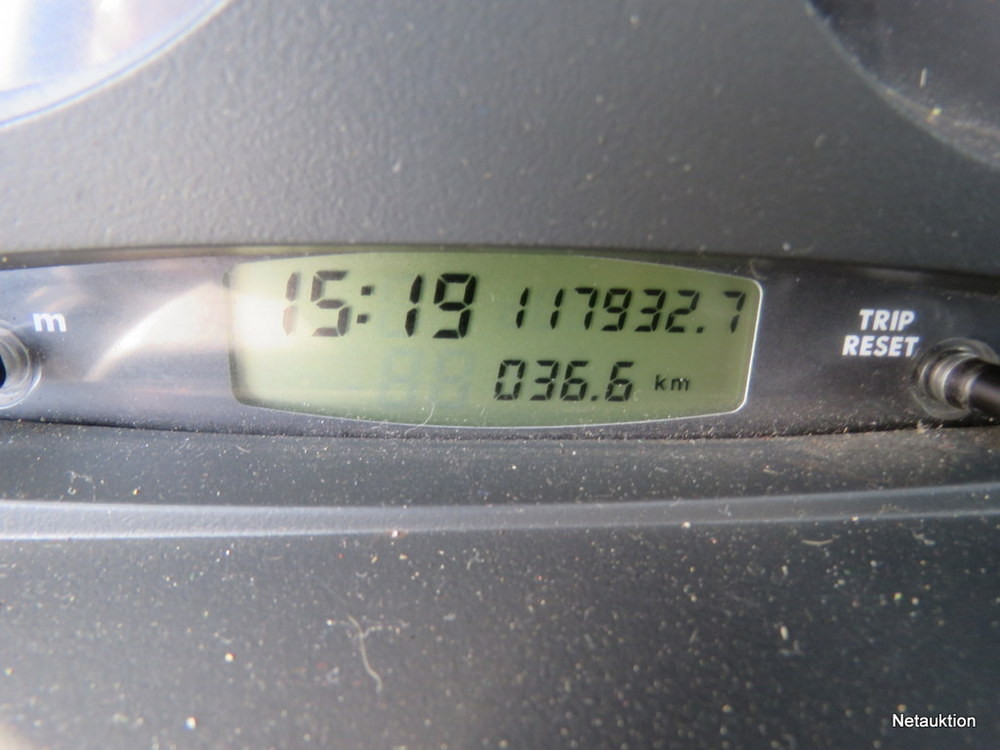 15:19 117932.7
036.6 km
m
TRIP
RESET
Netauktion